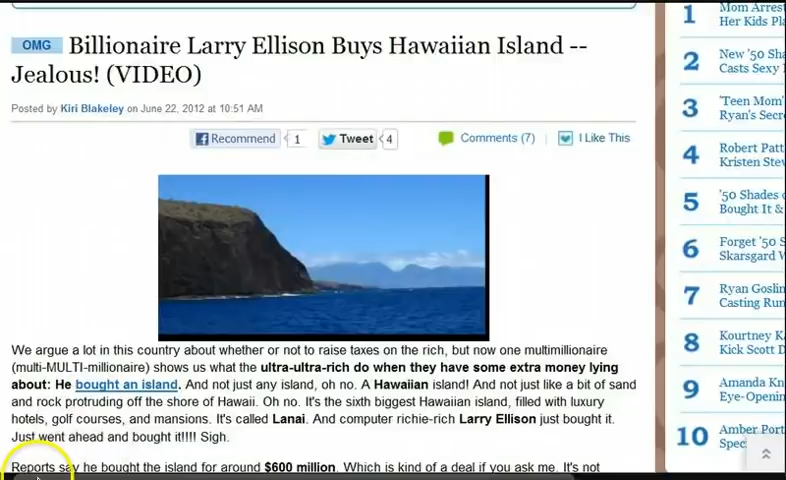 OMG Billionaire Larry Ellison Buys Hawaiian Island --
Jealous! (VIDEO)
Posted by Kiri Blakeley on June 22, 2012 at 10:51 AM
Recommend 1 Tweet 4 Comments (7) I Like This
We argue a lot in this country about whether or not to raise taxes on the rich, but now one multimillionaire
(multi-MULTI-millionaire) shows us what the ultra-ultra-rich do when they have some extra money lying
about: He bought an island. And not just any island, oh no. A Hawaiian island! And not just like a bit of sand
and rock protruding off the shore of Hawaii. Oh no. It's the sixth biggest Hawaiian island, filled with luxury
hotels, golf courses, and mansions. It's called Lanai. And computer richie-rich Larry Ellison just bought it.
Just went ahead and bought it!!!! Sigh.
Reports say he bought the island for around $600 million. Which is kind of a deal if you ask me. It's not
1 Mom Arrest
Her Kids Pla
2 New '50 Sha
Casts Sexy
3 'Teen Mom'
Ryan's Secre
4 Robert Patt
Kristen Stev
5 '50 Shades
Bought It &
6 Forget '50 S
Skarsgard
7 Ryan Goslin
Casting Run
8 Kourtney K
Kick Scott D
9 Amanda Kn
Eye-Openin
10 Amber Port
Spec